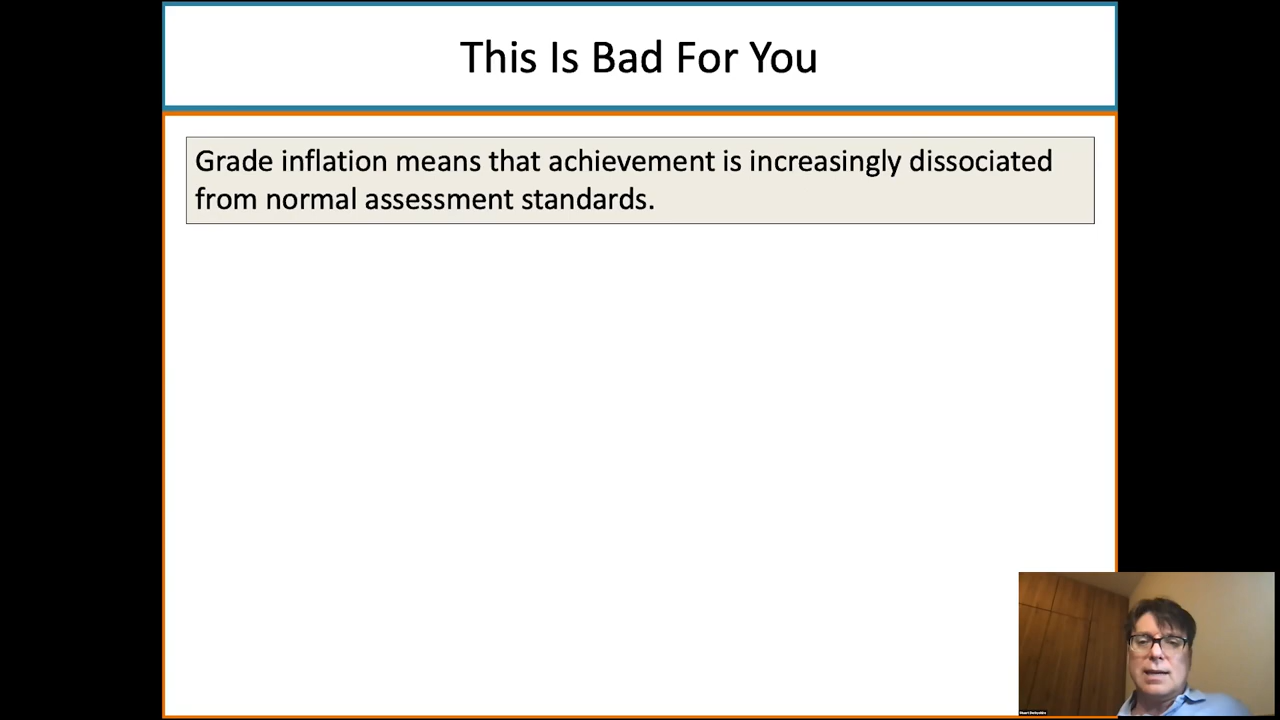 This Is Bad For You
Grade inflation means that achievement is increasingly dissociated
from normal assessment standards.